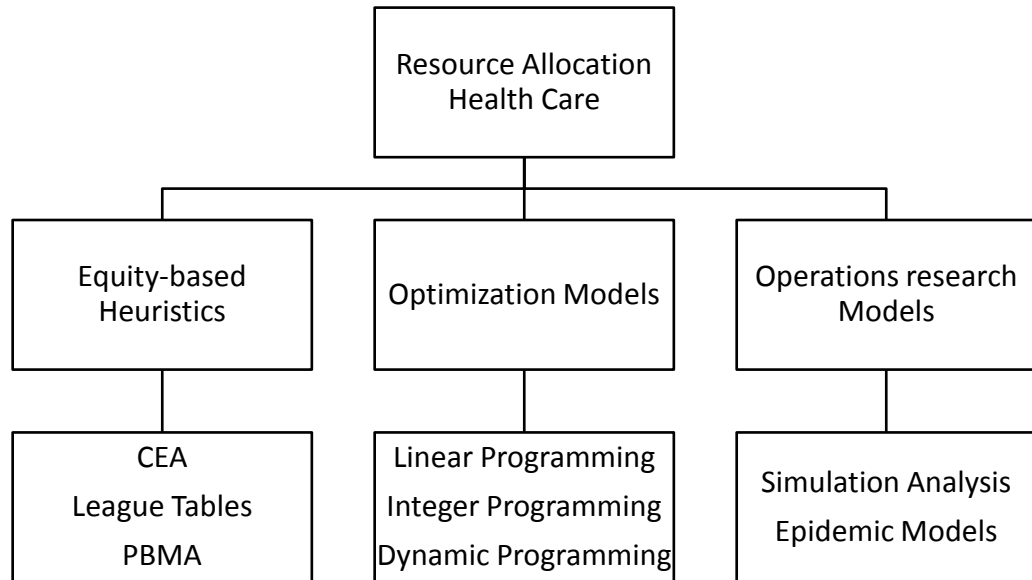 Resource Allocation
Health Care
Equity-based
Heuristics
Optimization Models
Operations research
Models
CEA
League Tables
PBMA
Linear Programming
Integer Programming
Dynamic Programming
Simulation Analysis
Epidemic Models